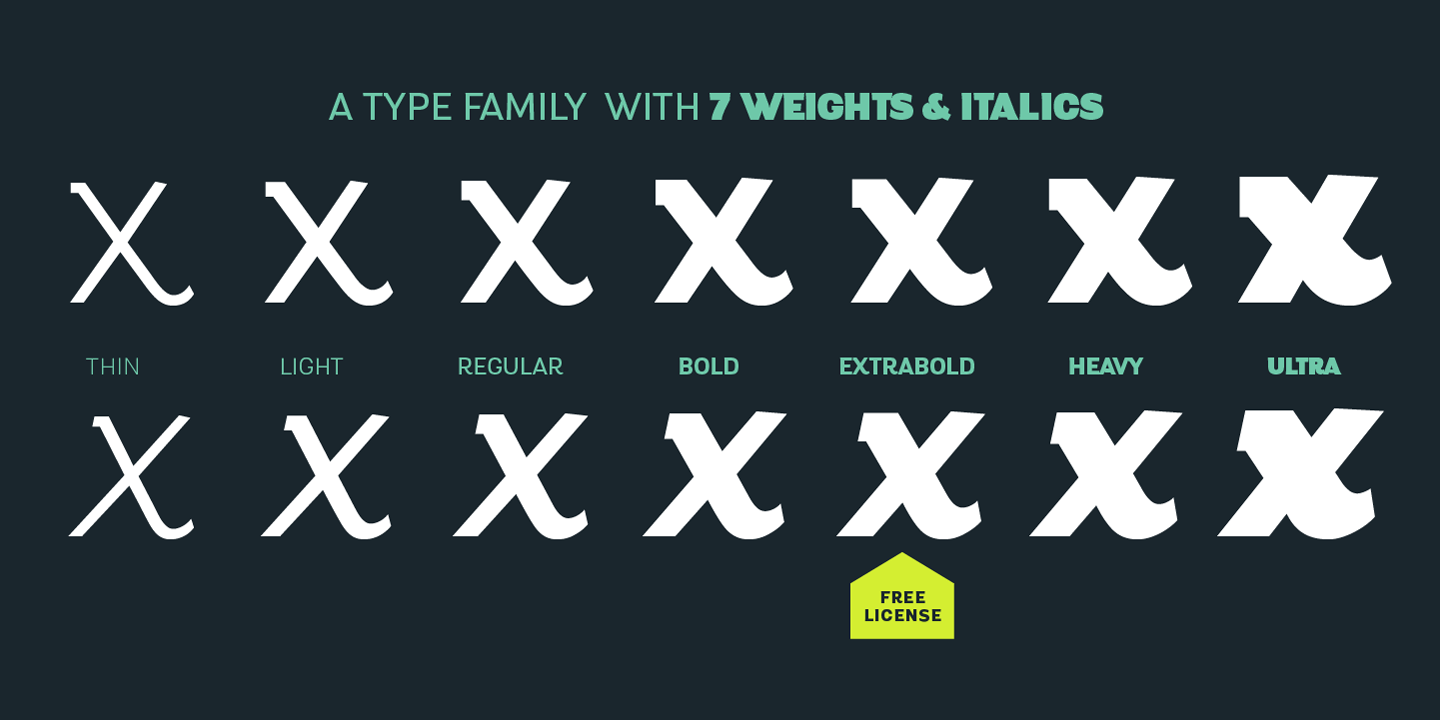 A TYPE FAMILY WITH 7 WEIGHTS & ITALICS
x x x x x x x
THIN LIGHT REGULAR BOLD EXTRABOLD HEAVY ULTRA
x x x x x x x
FREE
LICENSE